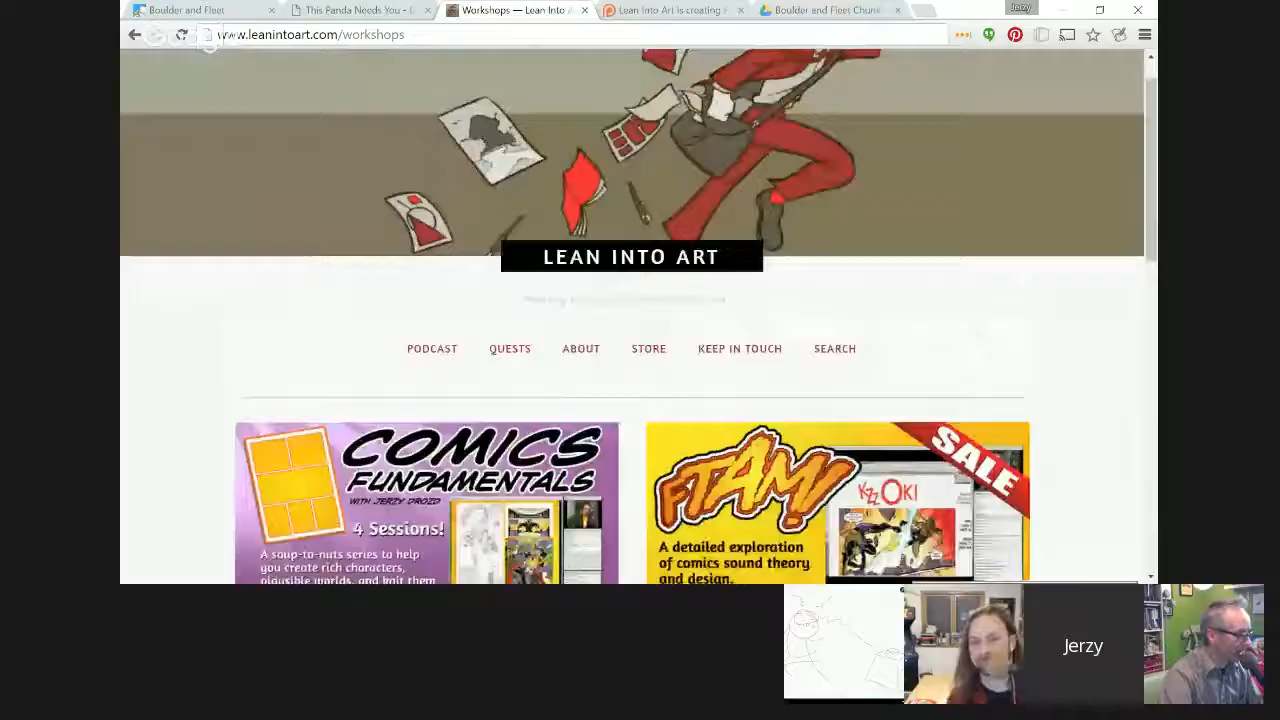 Boulder and Fleet
This Panda Needs You -
Workshops — Lean Into A
Lean Into Art is creating
Boulder and Fleet Chunk
Jerzy
www.leanintoart.com/workshops
LEAN INTO ART
PODCAST QUESTS ABOUT STORE KEEP IN TOUCH SEARCH
COMICS
FUNDAMENTALS
WITH JERZY DROZD
4 Sessions!
A soup-to-nuts series to help
you create rich characters,
plausible worlds, and knit them
FTAM!
SALE
KZZOK!
A detailed exploration
of comics sound theory
and design.
Jerzy